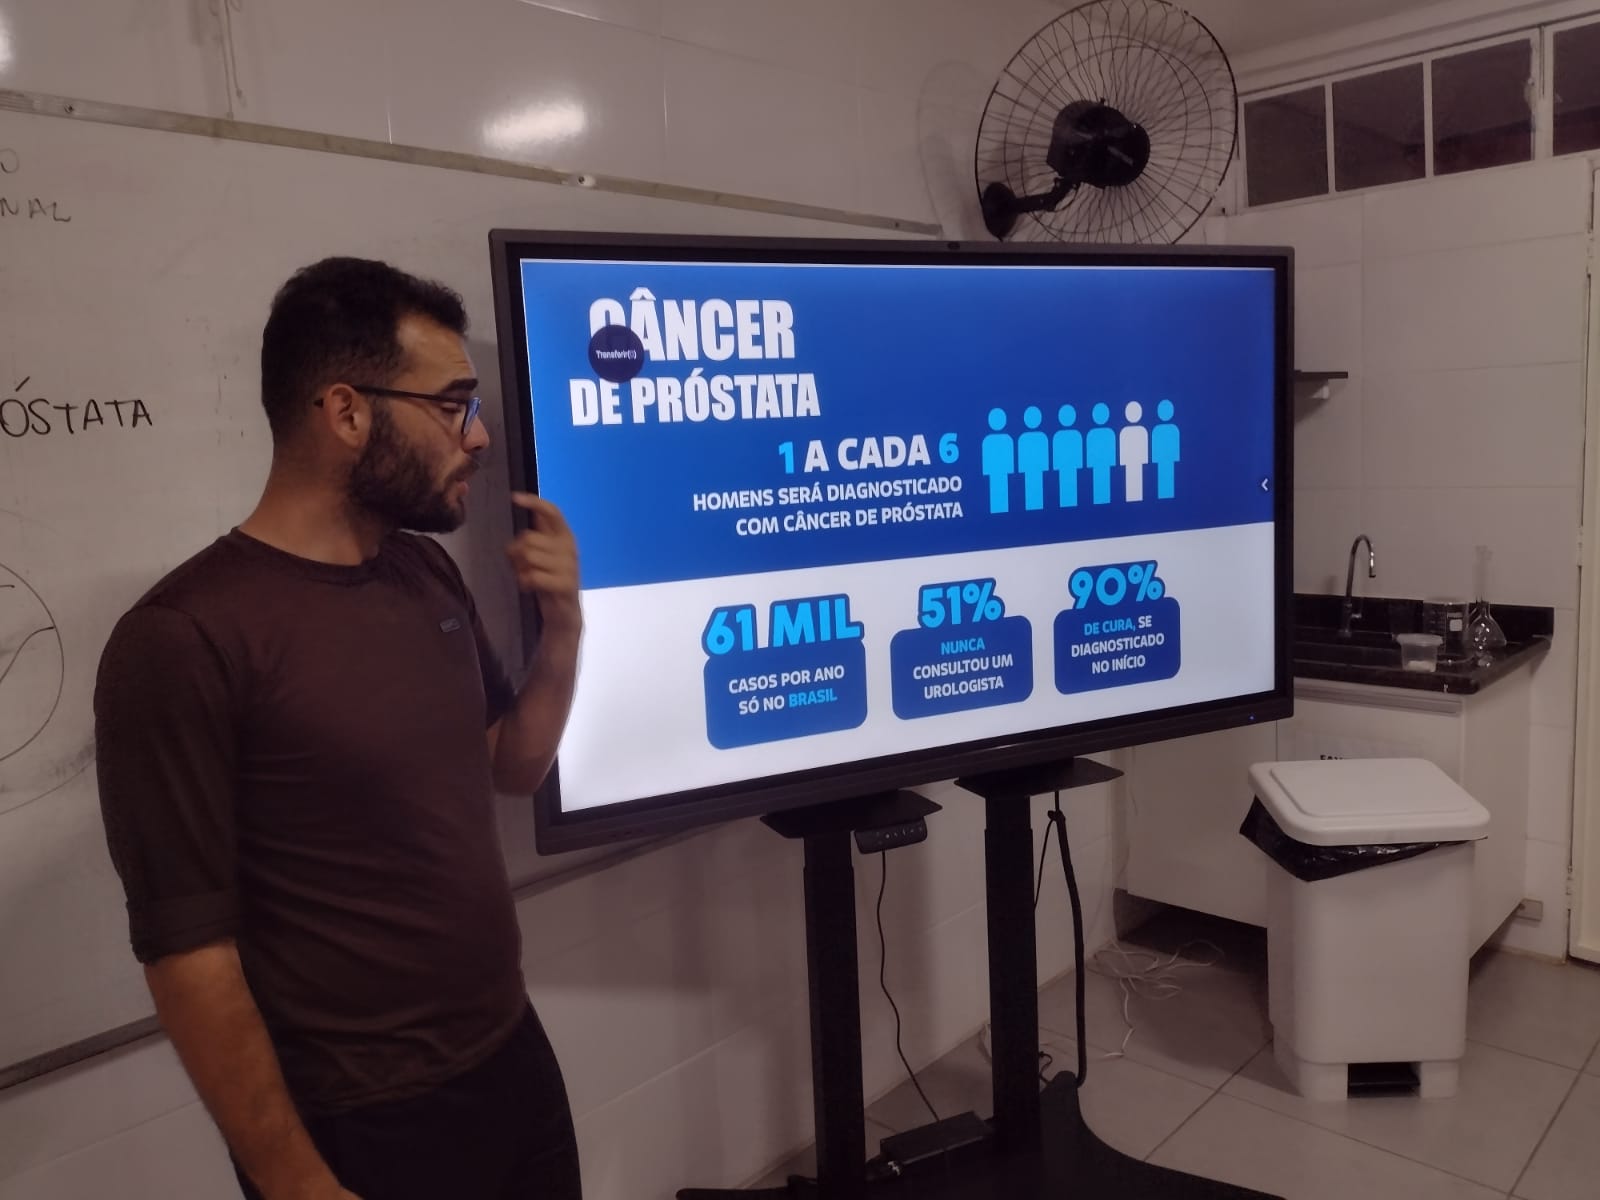 NAL
ÓSTATA
CÂNCER
Transferir(S)
DE PRÓSTATA
1 A CADA 6
HOMENS SERÁ DIAGNOSTICADO
COM CÂNCER DE PRÓSTATA
61 MIL
CASOS POR ANO
SÓ NO BRASIL
51%
NUNCA
CONSULTOU UM
UROLOGISTA
90%
DE CURA, SE
DIAGNOSTICADO
NO INÍCIO